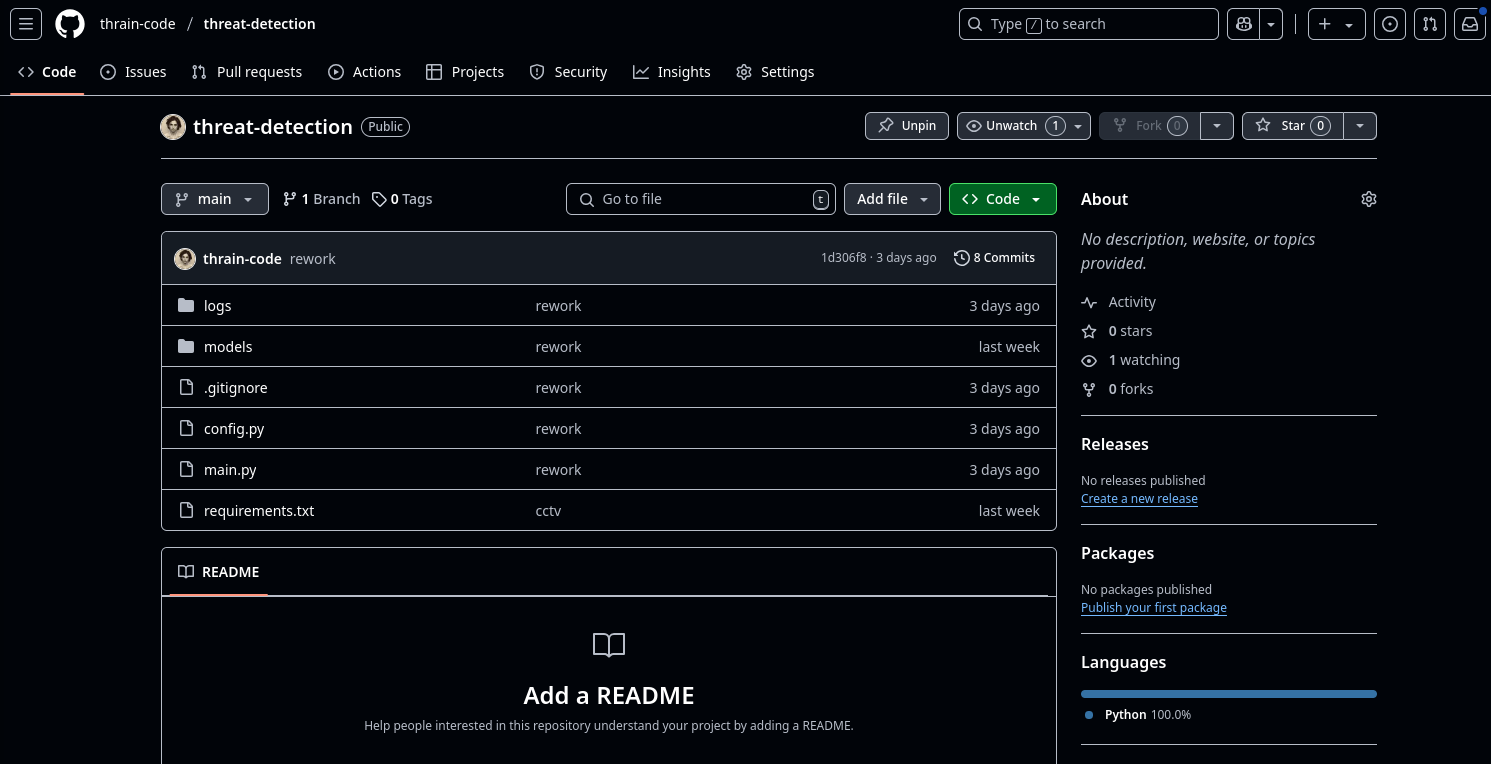 thrain-code / threat-detection
Type / to search
Code Issues Pull requests Actions Projects Security Insights Settings
threat-detection Public
Unpin Unwatch 1 Fork 0 Star 0
main 1 Branch 0 Tags Go to file t Add file Code
thrain-code rework 1d306f8 · 3 days ago 8 Commits
logs rework 3 days ago
models rework last week
.gitignore rework 3 days ago
config.py rework 3 days ago
main.py rework 3 days ago
requirements.txt cctv last week
README
Add a README
Help people interested in this repository understand your project by adding a README.
About
No description, website, or topics
provided.
Activity
0 stars
1 watching
0 forks
Releases
No releases published
Create a new release
Packages
No packages published
Publish your first package
Languages
Python 100.0%